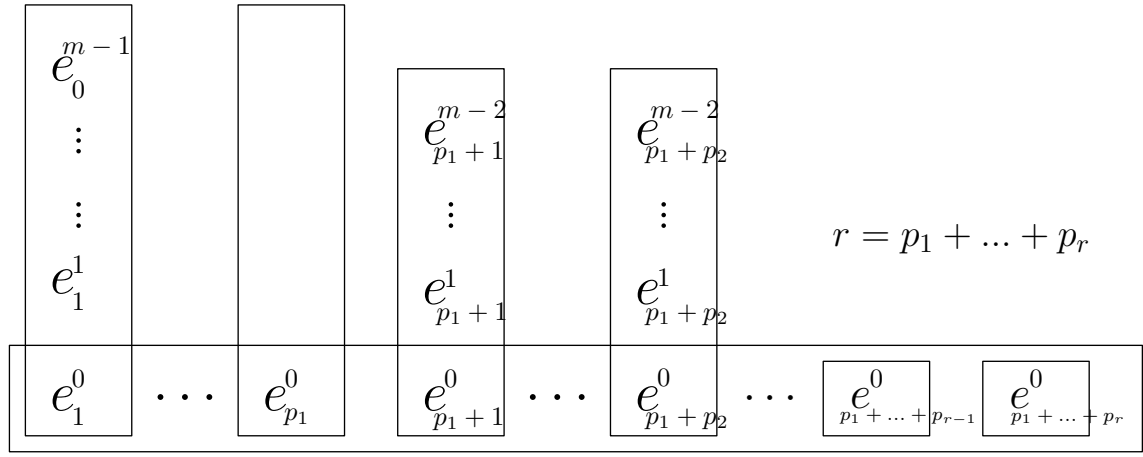 e_0^{m-1} e_{p_1+1}^{m-2} e_{p_1+p_2}^{m-2}
⋮ ⋮ ⋮ r = p_1 + ... + p_r
⋮
e_1^1 e_{p_1+1}^1 e_{p_1+p_2}^1
e_1^0 ⋯ e_{p_1}^0 e_{p_1+1}^0 ⋯ e_{p_1+p_2}^0 ⋯ e_{p_1+...+p_{r-1}}^0 e_{p_1+...+p_r}^0